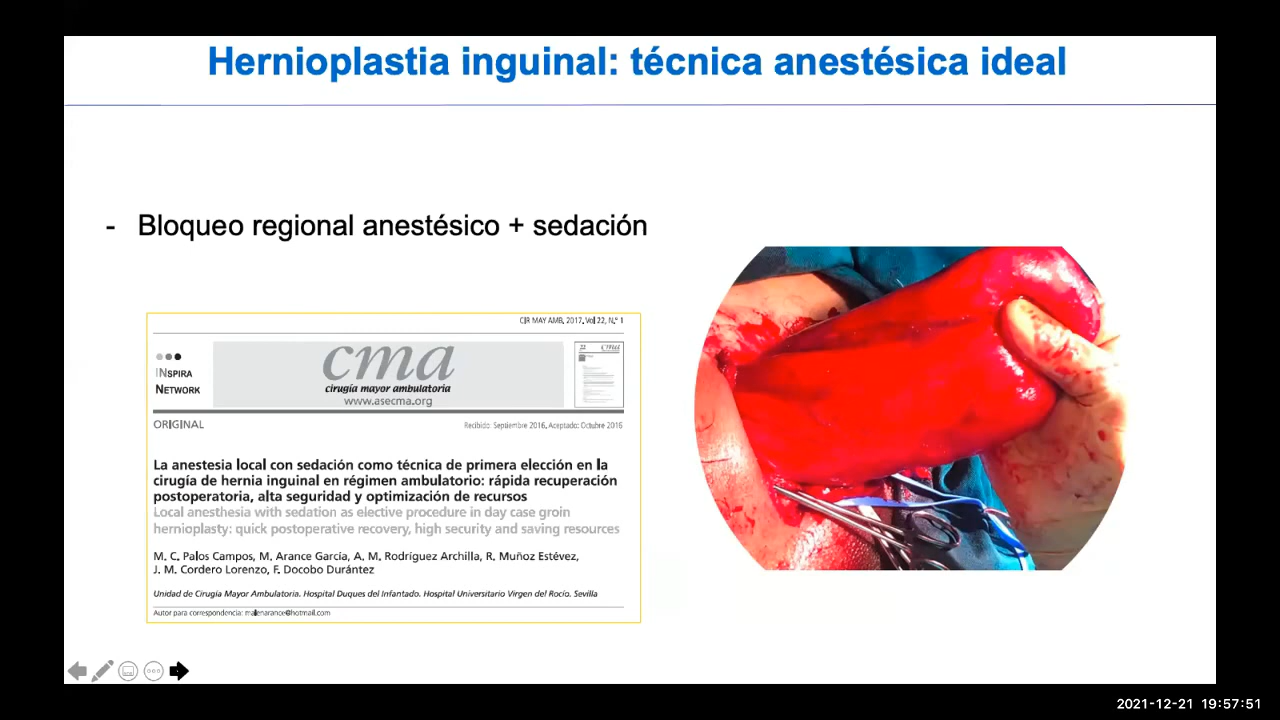 Hernioplastia inguinal: técnica anestésica ideal
- Bloqueo regional anestésico + sedación
CIR MAY AMB. 2017. Vol 22, N.º 1
INSPIRA
NETWORK
cma
cirugía mayor ambulatoria
www.asecma.org
ORIGINAL
Recibido: Septiembre 2016. Aceptado: Octubre 2016
La anestesia local con sedación como técnica de primera elección en la
cirugía de hernia inguinal en régimen ambulatorio: rápida recuperación
postoperatoria, alta seguridad y optimización de recursos
Local anesthesia with sedation as elective procedure in day case groin
hernioplasty: quick postoperative recovery, high security and saving resources
M. C. Palos Campos, M. Arance García, A. M. Rodríguez Archilla, R. Muñoz Estévez,
J. M. Cordero Lorenzo, F. Docobo Durántez
Unidad de Cirugía Mayor Ambulatoria. Hospital Duques del Infantado. Hospital Universitario Virgen del Rocío. Sevilla
Autor para correspondencia: mallenarance@hotmail.com
2021-12-21 19:57:51